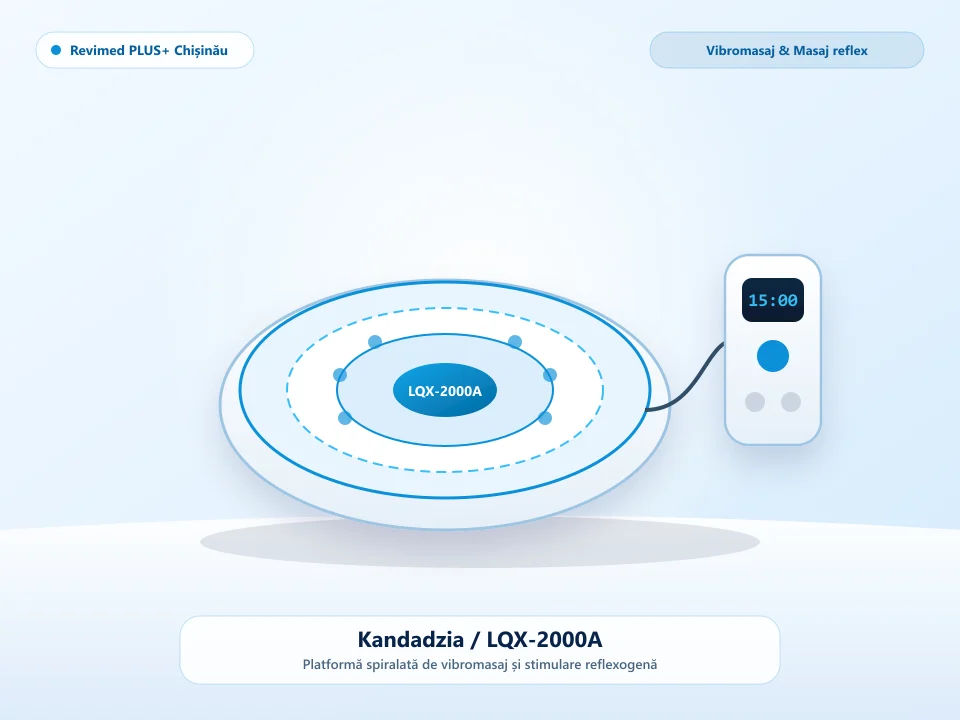 Revimed PLUS+ Chișinău
Vibromasaj & Masaj reflex
15:00
LQX-2000A
Kandadzia / LQX-2000A
Platformă spiralată de vibromasaj și stimulare reflexogenă